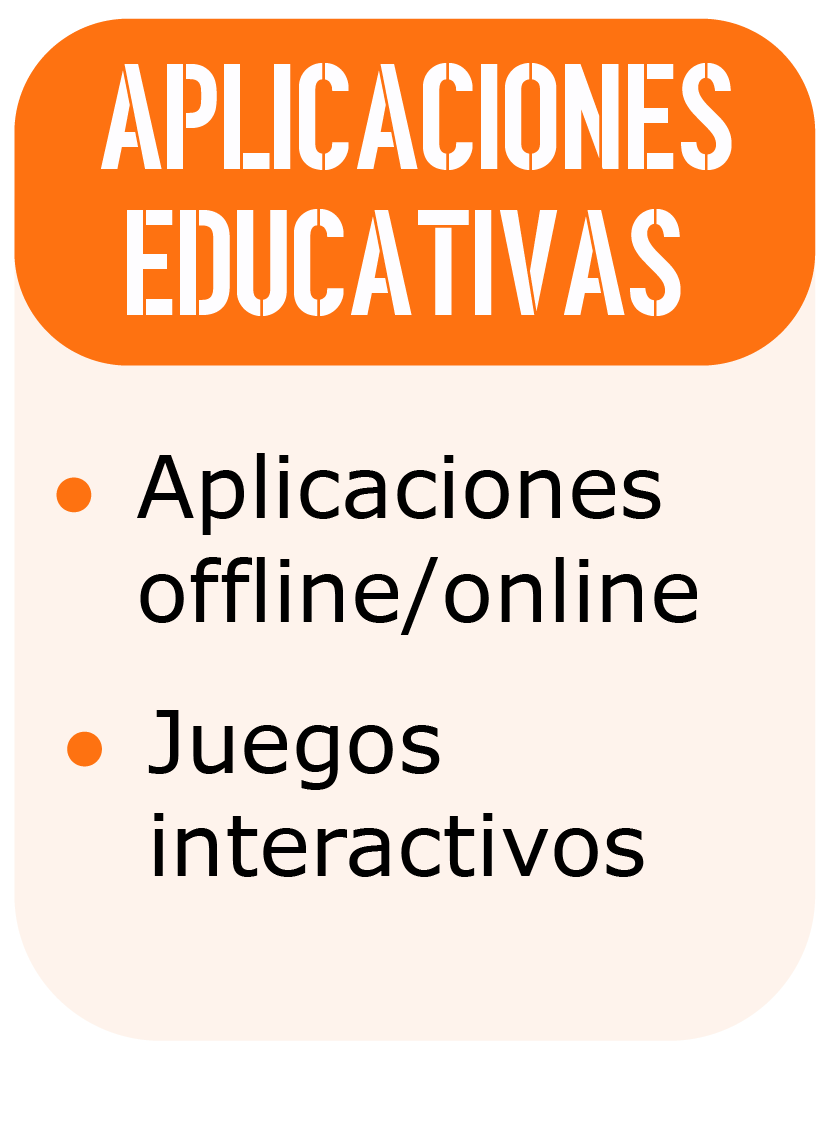 APLICACIONES
EDUCATIVAS
• Aplicaciones
offline/online
• Juegos
interactivos